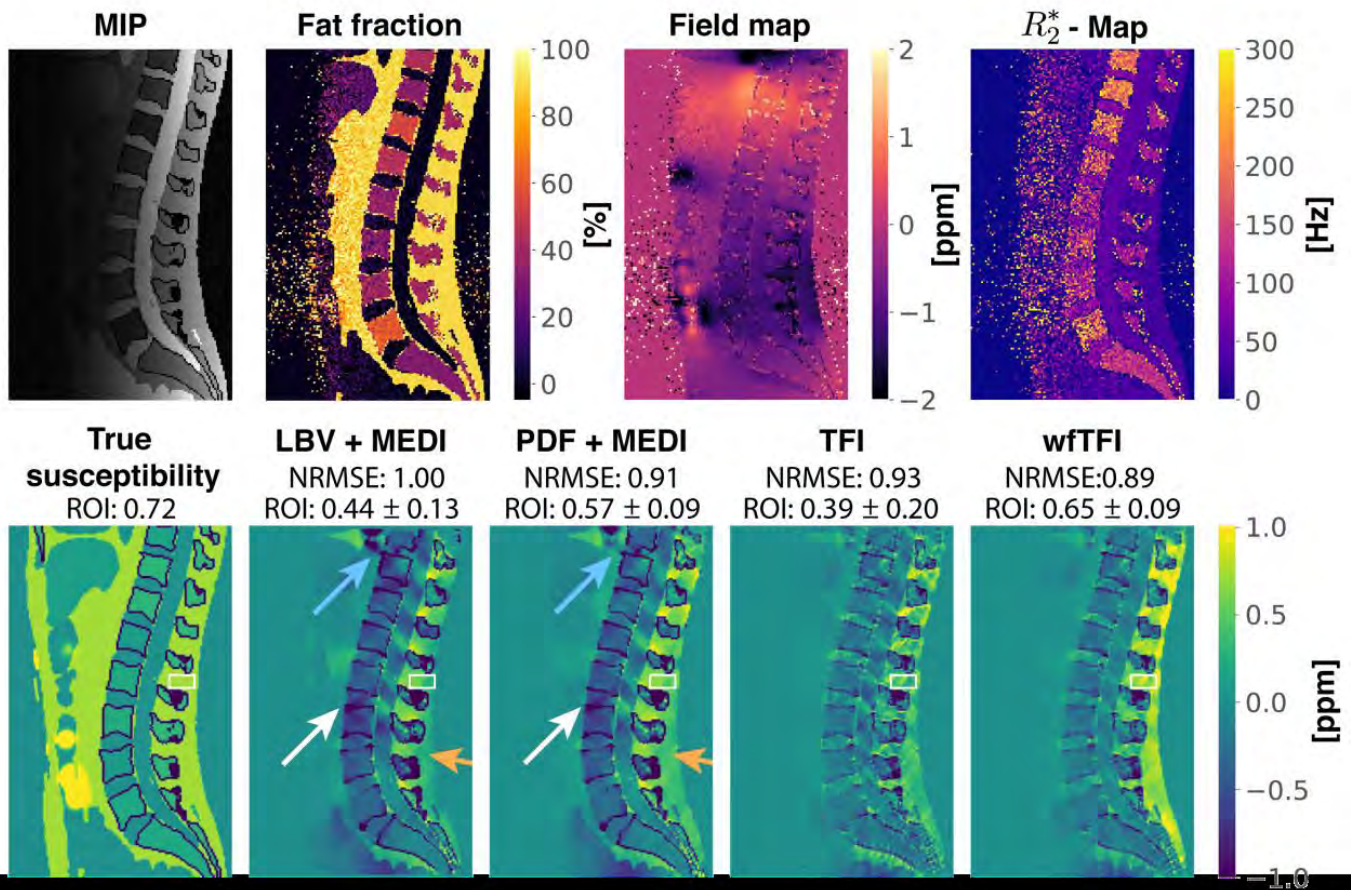 MIP
Fat fraction
Field map
R₂* - Map
100
80
60
40
20
0
[%]
2
1
0
−1
−2
[ppm]
300
250
200
150
100
50
0
[Hz]
True
susceptibility
ROI: 0.72
LBV + MEDI
NRMSE: 1.00
ROI: 0.44 ± 0.13
PDF + MEDI
NRMSE: 0.91
ROI: 0.57 ± 0.09
TFI
NRMSE: 0.93
ROI: 0.39 ± 0.20
wfTFI
NRMSE:0.89
ROI: 0.65 ± 0.09
1.0
0.5
0.0
−0.5
−1.0
[ppm]